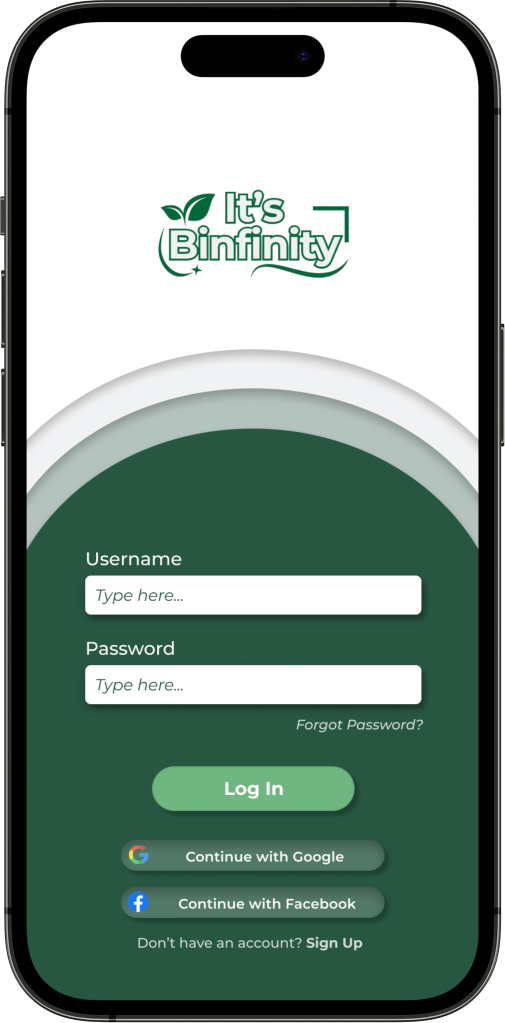 It's
Binfinity
Username
Type here...
Password
Type here...
Forgot Password?
Log In
Continue with Google
Continue with Facebook
Don't have an account? Sign Up